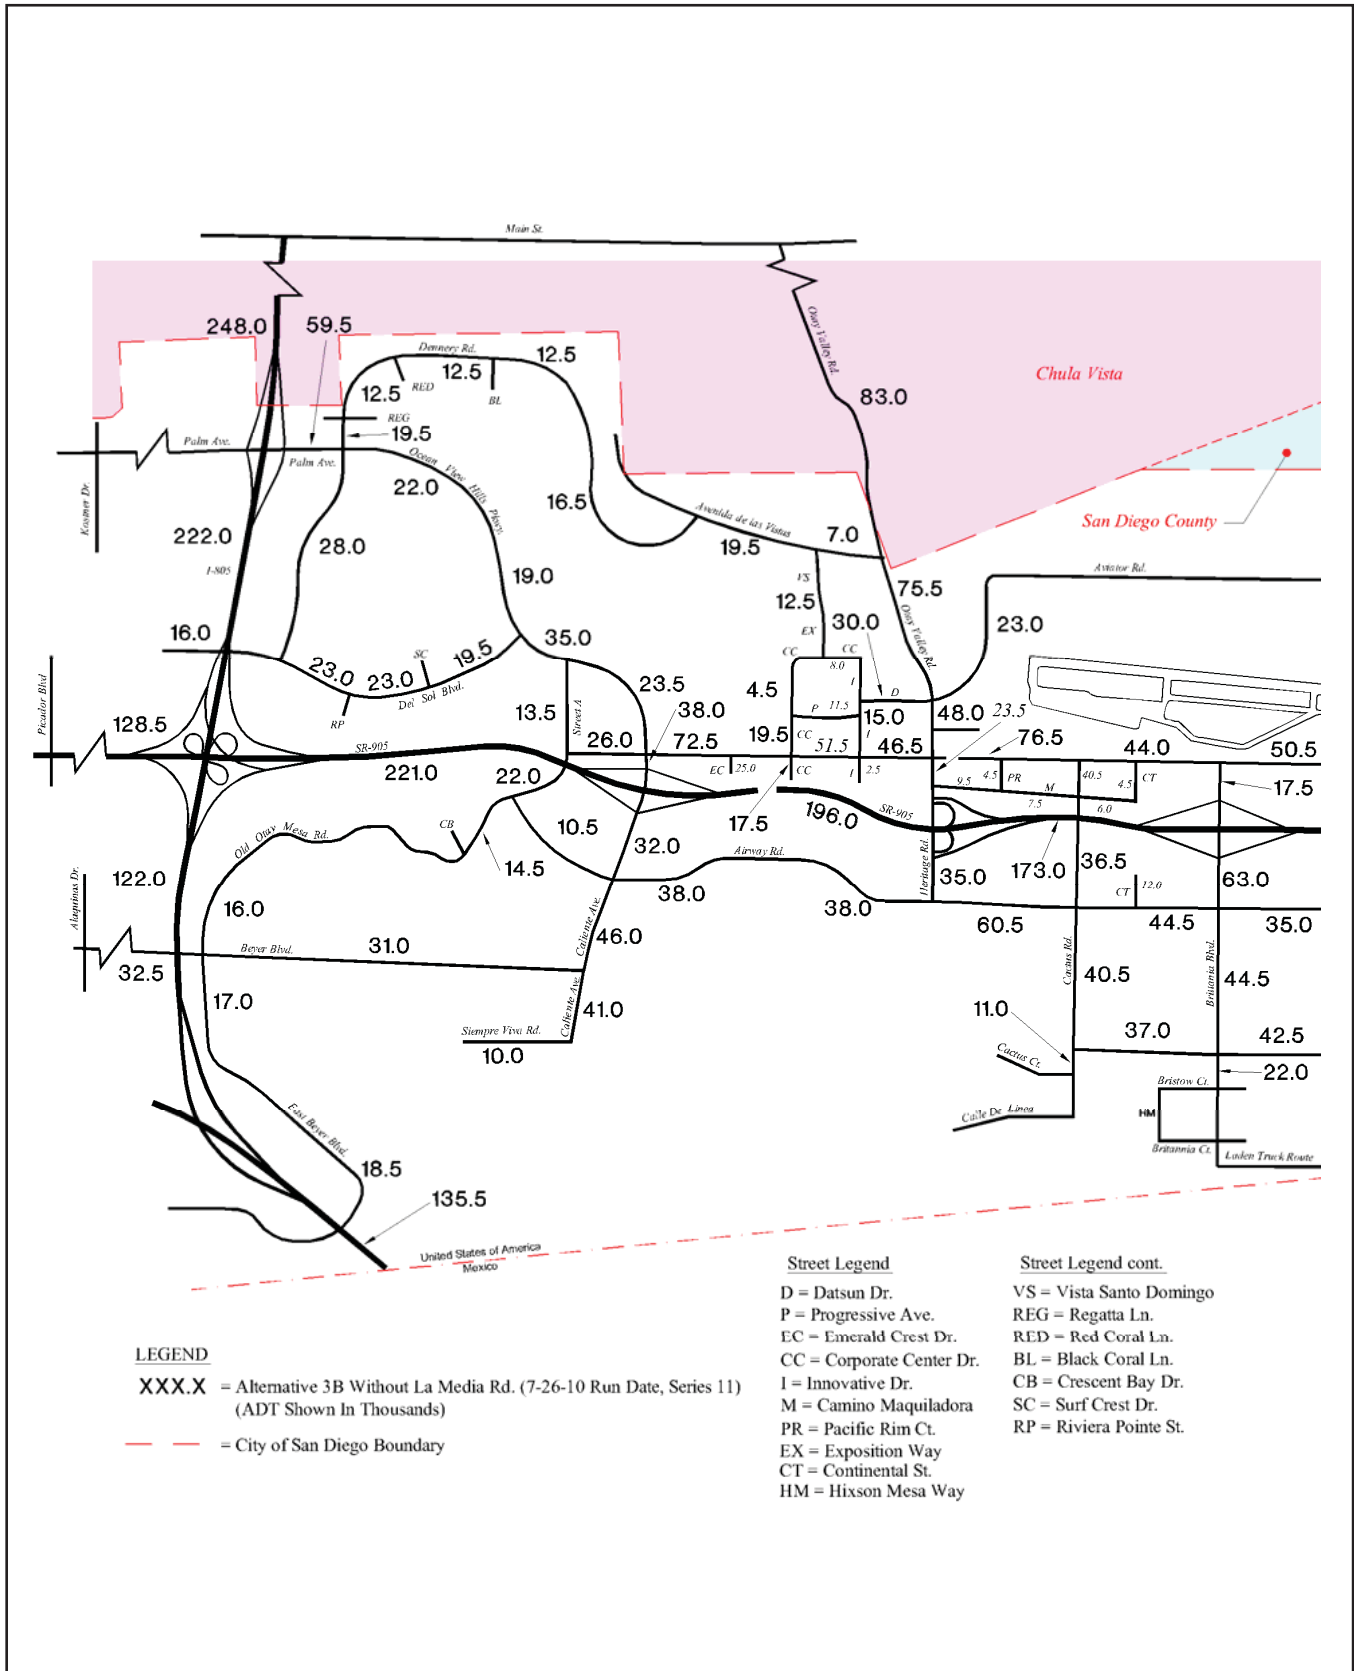 Main St.
248.0
59.5
Otay Valley Rd.
Dennery Rd.
12.5
12.5
12.5
RED
BL
REG
19.5
83.0
Chula Vista
Palm Ave.
Palm Ave.
Ocean View Hills Pkwy.
22.0
Kostner Dr.
16.5
Avenida de las Vistas
7.0
19.5
San Diego County
222.0
I-805
28.0
19.0
VS
12.5
EX
75.5
Otay Valley Rd.
Aviator Rd.
30.0
23.0
16.0
35.0
CC
CC
8.0
I
23.0
23.0
SC
19.5
Del Sol Blvd.
RP
23.5
4.5
D
Picador Blvd
128.5
13.5
Street A
38.0
P
11.5
15.0
48.0
23.5
SR-905
26.0
72.5
19.5
CC
51.5
I
46.5
76.5
44.0
50.5
221.0
22.0
EC
25.0
CC
I
2.5
9.5
4.5
PR
M
40.5
4.5
CT
17.5
7.5
6.0
Old Otay Mesa Rd.
CB
10.5
14.5
32.0
17.5
196.0
SR-905
Airway Rd.
Heritage Rd.
35.0
173.0
36.5
63.0
CT
12.0
122.0
Alaquinas Dr.
16.0
38.0
38.0
60.5
44.5
35.0
Caliente Ave.
46.0
31.0
Beyer Blvd.
32.5
Cactus Rd.
40.5
Britannia Blvd.
44.5
17.0
Caliente Ave.
41.0
Siempre Viva Rd.
10.0
11.0
37.0
42.5
Cactus Ct.
22.0
Bristow Ct.
HM
Calle De Linea
Britannia Ct.
Loden Truck Route
East Beyer Blvd.
18.5
135.5
United States of America
Mexico
Street Legend
D = Datsun Dr.
P = Progressive Ave.
EC = Emerald Crest Dr.
CC = Corporate Center Dr.
I = Innovative Dr.
M = Camino Maquiladora
PR = Pacific Rim Ct.
EX = Exposition Way
CT = Continental St.
HM = Hixson Mesa Way
Street Legend cont.
VS = Vista Santo Domingo
REG = Regatta Ln.
RED = Red Coral Ln.
BL = Black Coral Ln.
CB = Crescent Bay Dr.
SC = Surf Crest Dr.
RP = Riviera Pointe St.
LEGEND
XXX.X = Alternative 3B Without La Media Rd. (7-26-10 Run Date, Series 11)
(ADT Shown In Thousands)
= City of San Diego Boundary